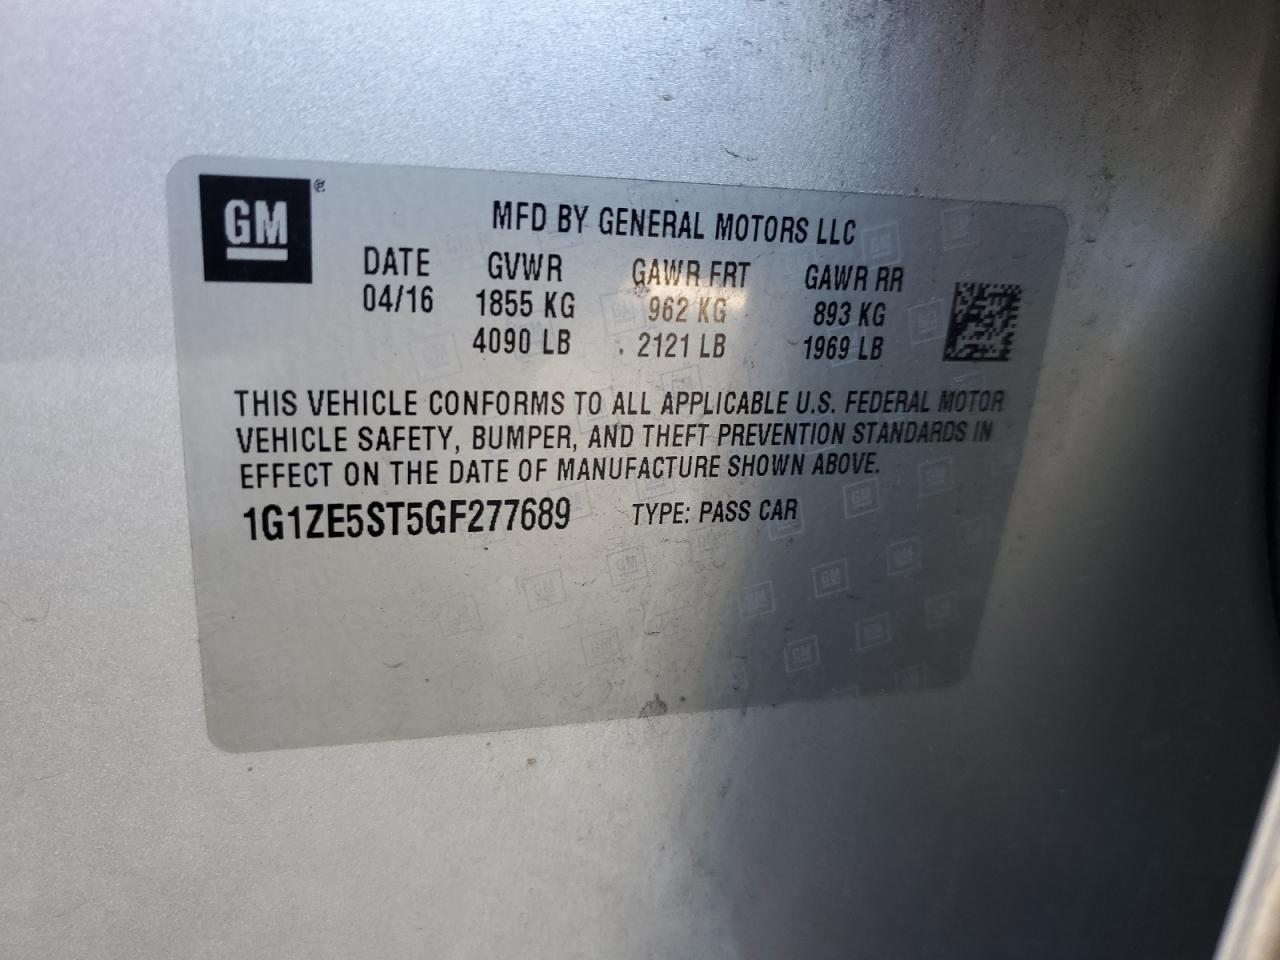 GM®
MFD BY GENERAL MOTORS LLC
DATE GVWR GAWR FRT GAWR RR
04/16 1855 KG 962 KG 893 KG
4090 LB 2121 LB 1969 LB
THIS VEHICLE CONFORMS TO ALL APPLICABLE U.S. FEDERAL MOTOR
VEHICLE SAFETY, BUMPER, AND THEFT PREVENTION STANDARDS IN
EFFECT ON THE DATE OF MANUFACTURE SHOWN ABOVE.
1G1ZE5ST5GF277689 TYPE: PASS CAR